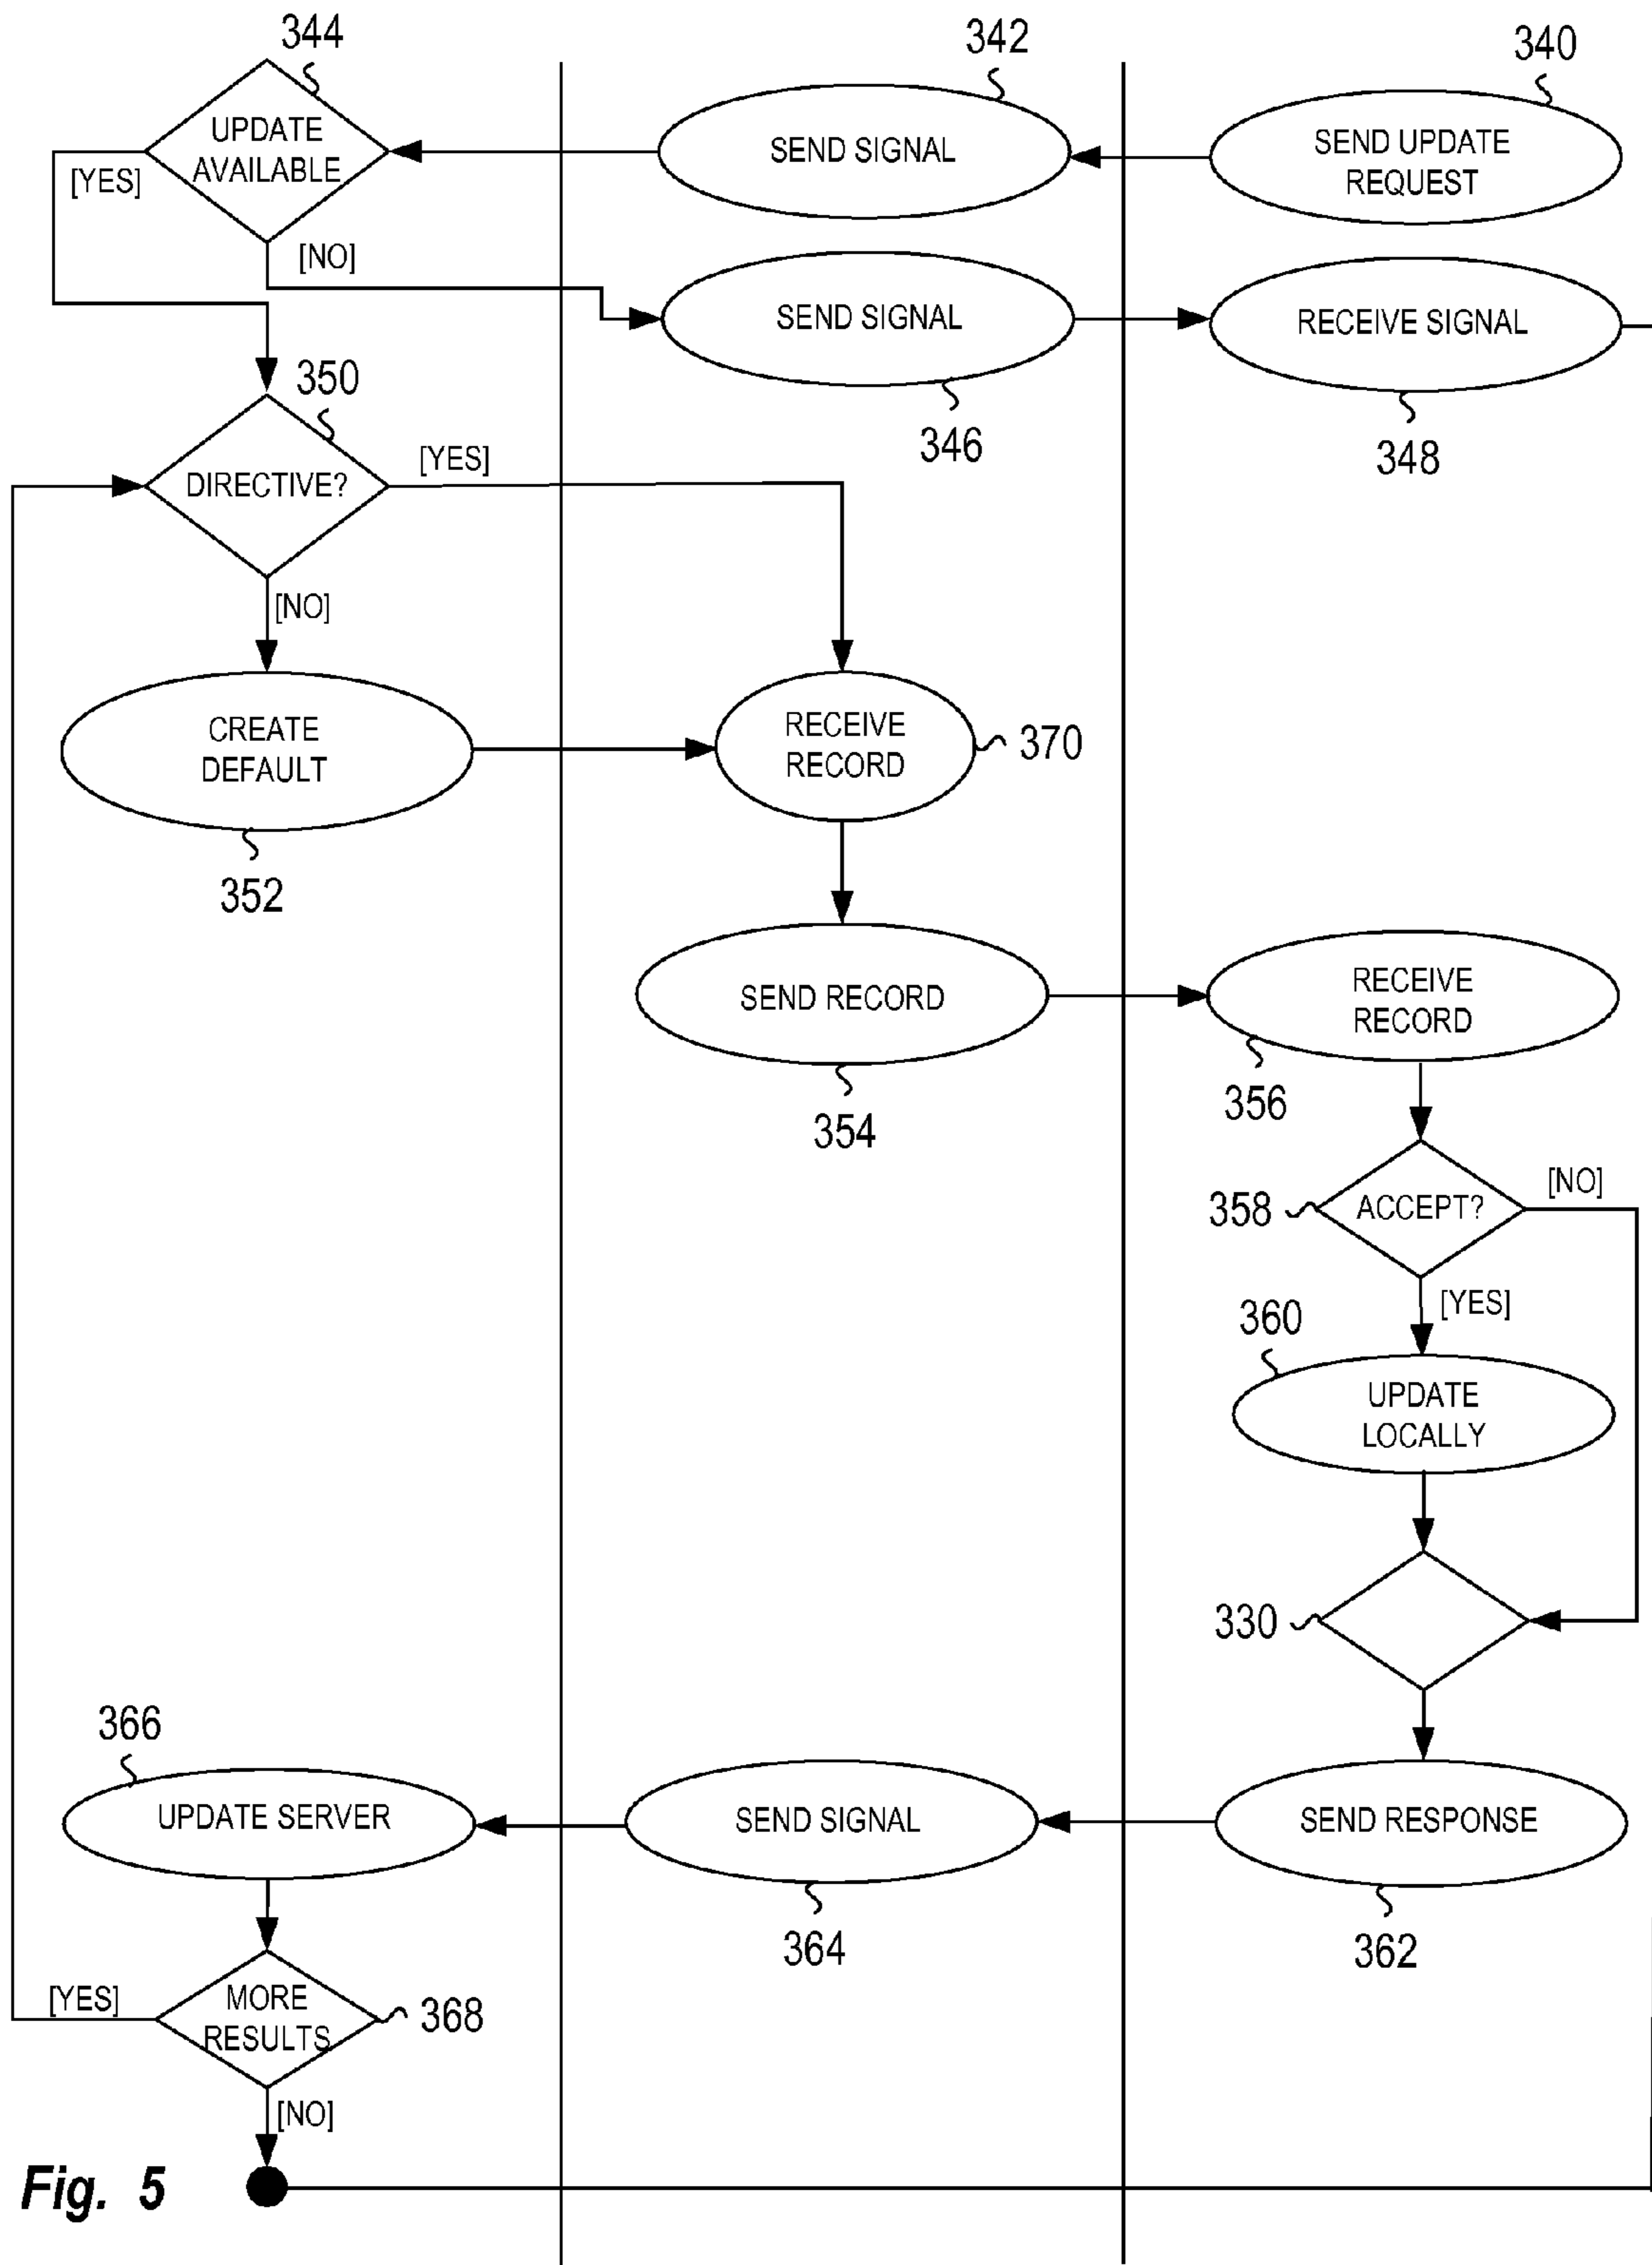 344
342
340
UPDATE
AVAILABLE
SEND SIGNAL
SEND UPDATE
REQUEST
[YES]
[NO]
SEND SIGNAL
RECEIVE SIGNAL
346
348
350
DIRECTIVE?
[YES]
[NO]
CREATE
DEFAULT
352
RECEIVE
RECORD
370
SEND RECORD
354
RECEIVE
RECORD
356
358
ACCEPT?
[NO]
[YES]
360
UPDATE
LOCALLY
330
366
UPDATE SERVER
SEND SIGNAL
364
SEND RESPONSE
362
[YES]
MORE
RESULTS
368
[NO]
Fig. 5